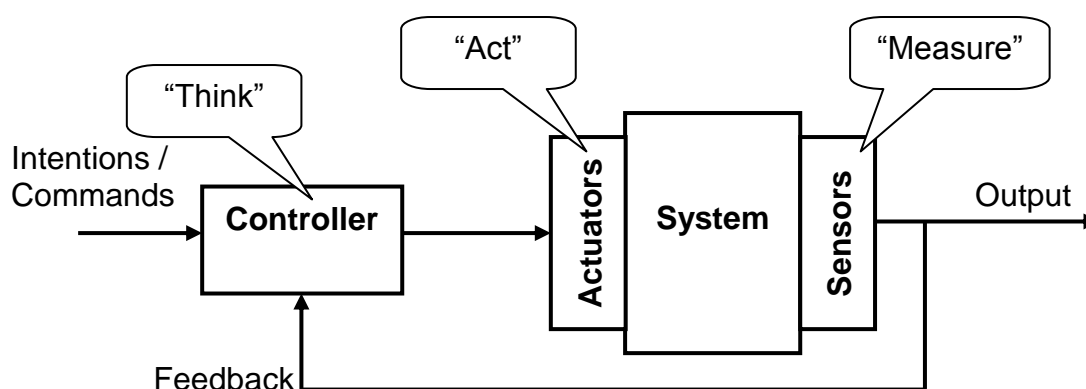 “Act”
“Measure”
“Think”
Intentions /
Commands
Controller
Actuators
System
Sensors
Output
Feedback